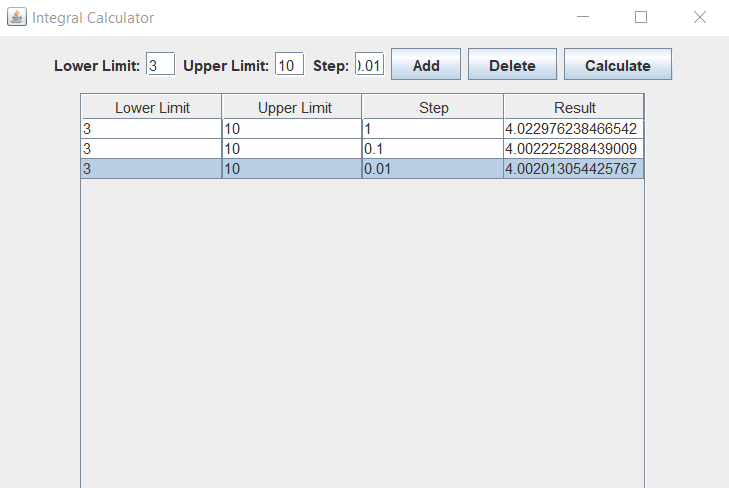 Integral Calculator
Lower Limit: 3 Upper Limit: 10 Step: 0.01 Add Delete Calculate
Lower Limit Upper Limit Step Result
3 10 1 4.022976238466542
3 10 0.1 4.002225288439009
3 10 0.01 4.002013054425767